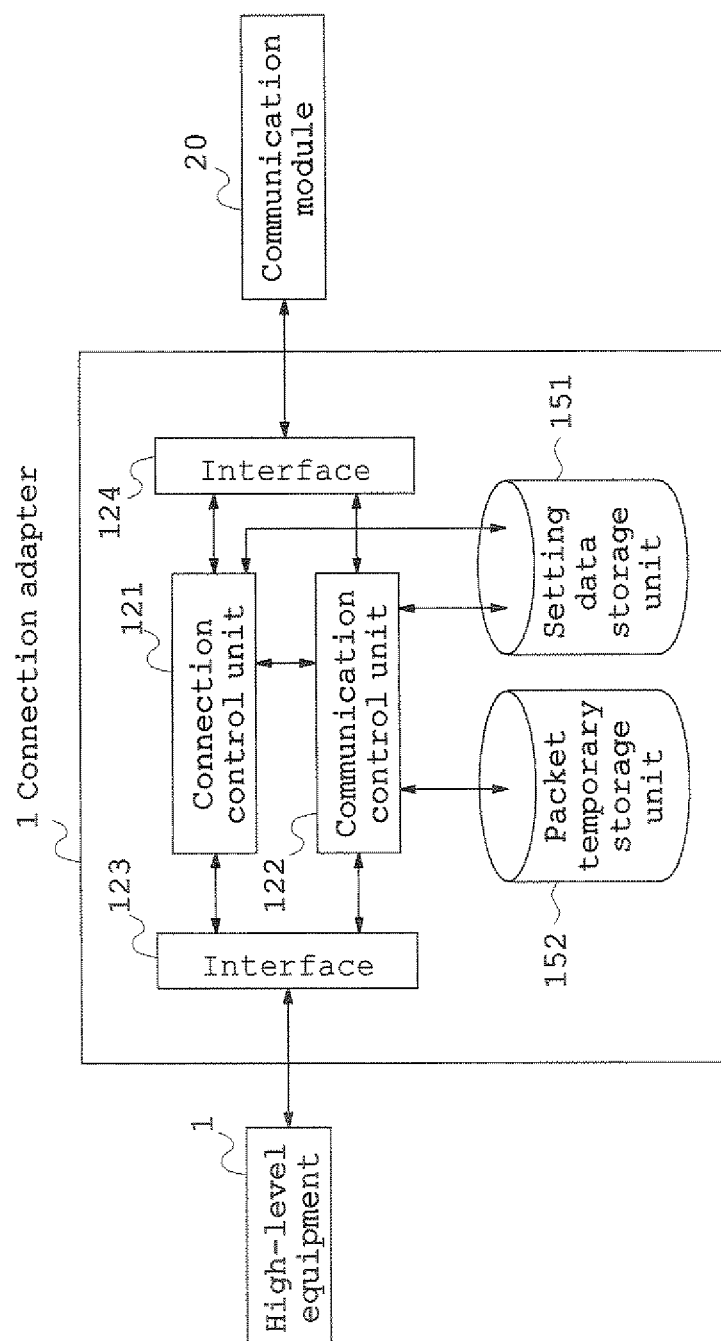 1 Connection adapter
1
High-level
equipment
123
Interface
121
Connection
control unit
122
Communication
control unit
124
Interface
20
Communication
module
152
Packet
temporary
storage
unit
151
Setting
data
storage
unit